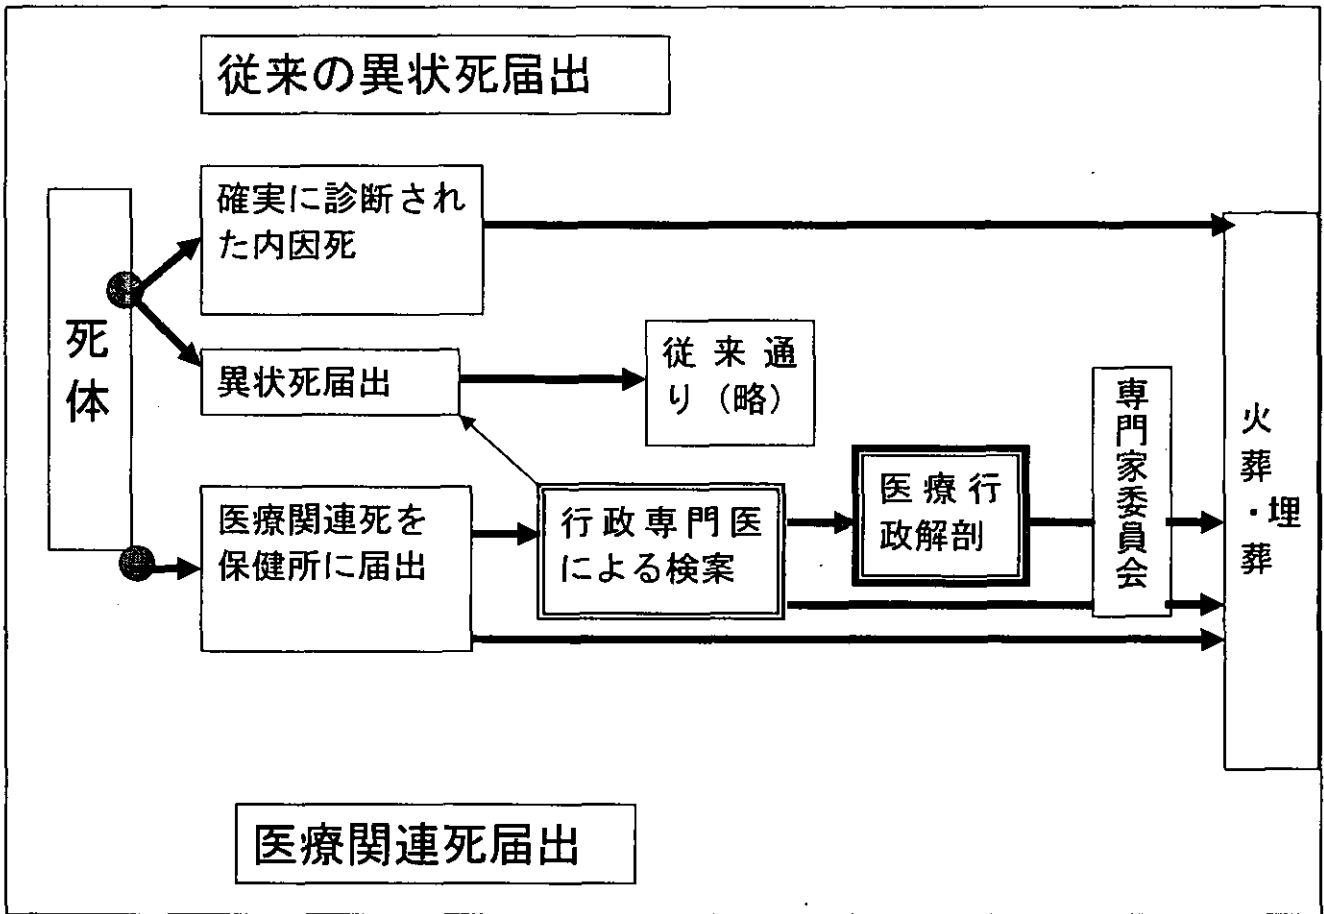 従来の異状死届出
確実に診断され
た内因死
死
体
異状死届出
従来通
り（略）
医療関連死を
保健所に届出
行政専門医
による検案
医療行
政解剖
専門家委員会
火葬・埋葬
医療関連死届出